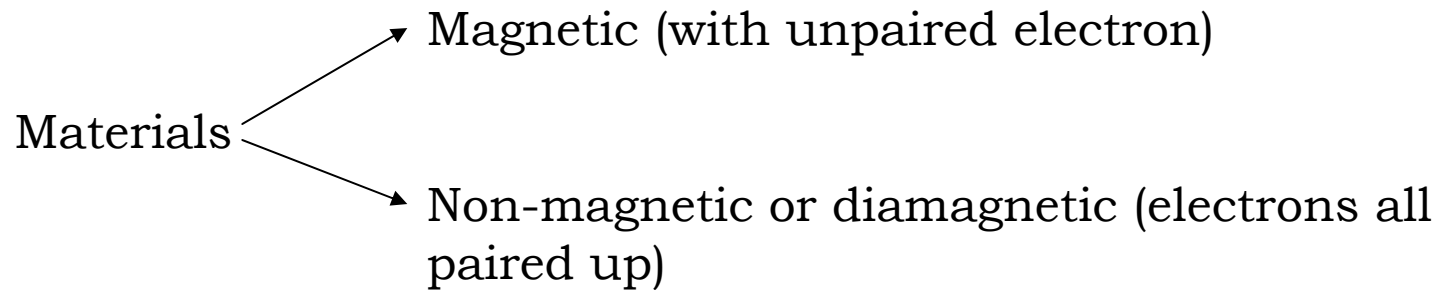 Magnetic (with unpaired electron)
Materials
Non-magnetic or diamagnetic (electrons all
paired up)